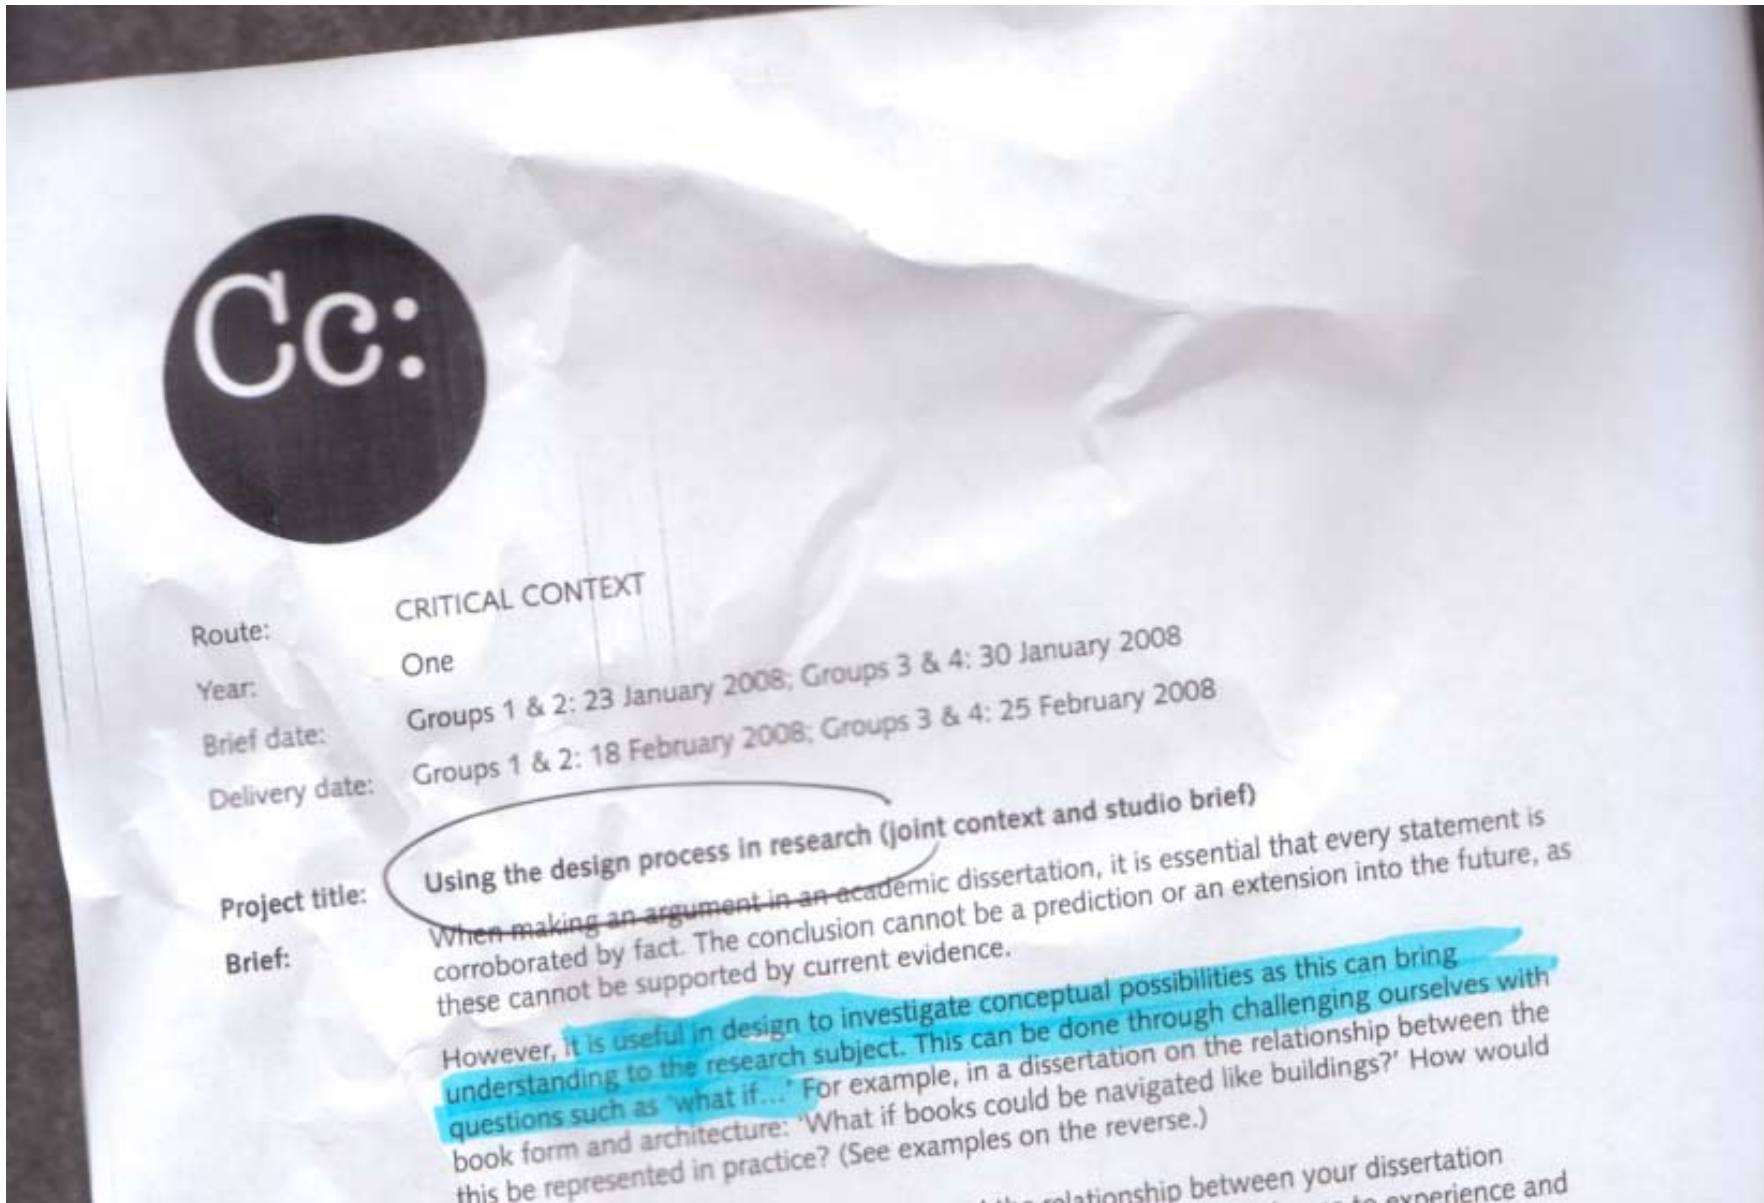 Cc:
Route: CRITICAL CONTEXT
Year: One
Brief date: Groups 1 & 2: 23 January 2008; Groups 3 & 4: 30 January 2008
Delivery date: Groups 1 & 2: 18 February 2008; Groups 3 & 4: 25 February 2008
Project title: Using the design process in research (joint context and studio brief)
Brief: When making an argument in an academic dissertation, it is essential that every statement is
corroborated by fact. The conclusion cannot be a prediction or an extension into the future, as
these cannot be supported by current evidence.
However, it is useful in design to investigate conceptual possibilities as this can bring
understanding to the research subject. This can be done through challenging ourselves with
questions such as 'what if...' For example, in a dissertation on the relationship between the
book form and architecture: 'What if books could be navigated like buildings?' How would
this be represented in practice? (See examples on the reverse.)
relationship between your dissertation
experience and